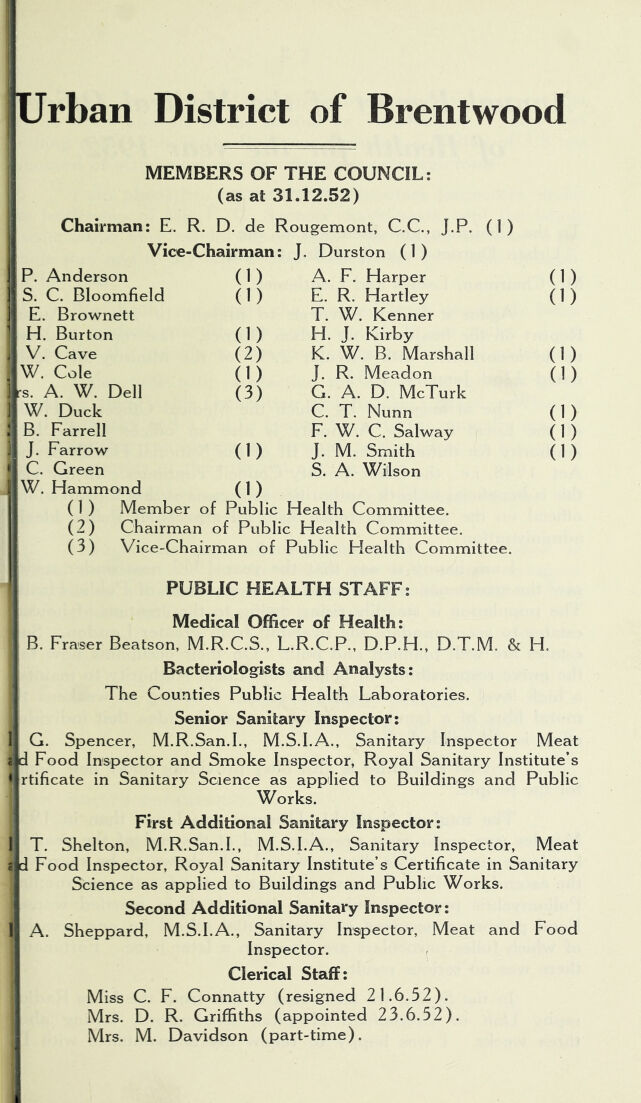 Urban District of Brentwood
MEMBERS OF THE COUNCIL:
(as at 31.12.52)
Chairman: E. R. D. de Rougemont, C.C., J.P. (1)
Vice-Chairman: J. Durston (1)
P. Anderson (1)
S. C. Bloomfield (1)
E. Brownett
H. Burton (1)
V. Cave (2)
W. Cole (1)
rs. A. W. Dell (3)
W. Duck
B. Farrell
J. Farrow (1)
C. Green
W. Hammond (1)
A. F. Harper (1)
E. R. Hartley (1)
T. W. Kenner
H. J. Kirby
K. W. B. Marshall (1)
J. R. Meadon (1)
G. A. D. McTurk
C. T. Nunn (1)
F. W. C. Salway (1)
J. M. Smith (1)
S. A. Wilson
(1) Member of Public Health Committee.
(2) Chairman of Public Health Committee.
(3) Vice-Chairman of Public Health Committee.
PUBLIC HEALTH STAFF:
Medical Officer of Health:
B. Fraser Beatson, M.R.C.S., L.R.C.P., D.P.H., D.T.M. & H.
Bacteriologists and Analysts:
The Counties Public Health Laboratories.
Senior Sanitary Inspector:
G. Spencer, M.R.San.I., M.S.I.A., Sanitary Inspector Meat
d Food Inspector and Smoke Inspector, Royal Sanitary Institute's
rtificate in Sanitary Science as applied to Buildings and Public
Works.
First Additional Sanitary Inspector:
T. Shelton, M.R.San.I., M.S.I.A., Sanitary Inspector, Meat
d Food Inspector, Royal Sanitary Institute's Certificate in Sanitary
Science as applied to Buildings and Public Works.
Second Additional Sanitary Inspector:
A. Sheppard, M.S.I.A., Sanitary Inspector, Meat and Food
Inspector.
Clerical Staff:
Miss C. F. Connatty (resigned 21.6.52).
Mrs. D. R. Griffiths (appointed 23.6.52).
Mrs. M. Davidson (part-time).